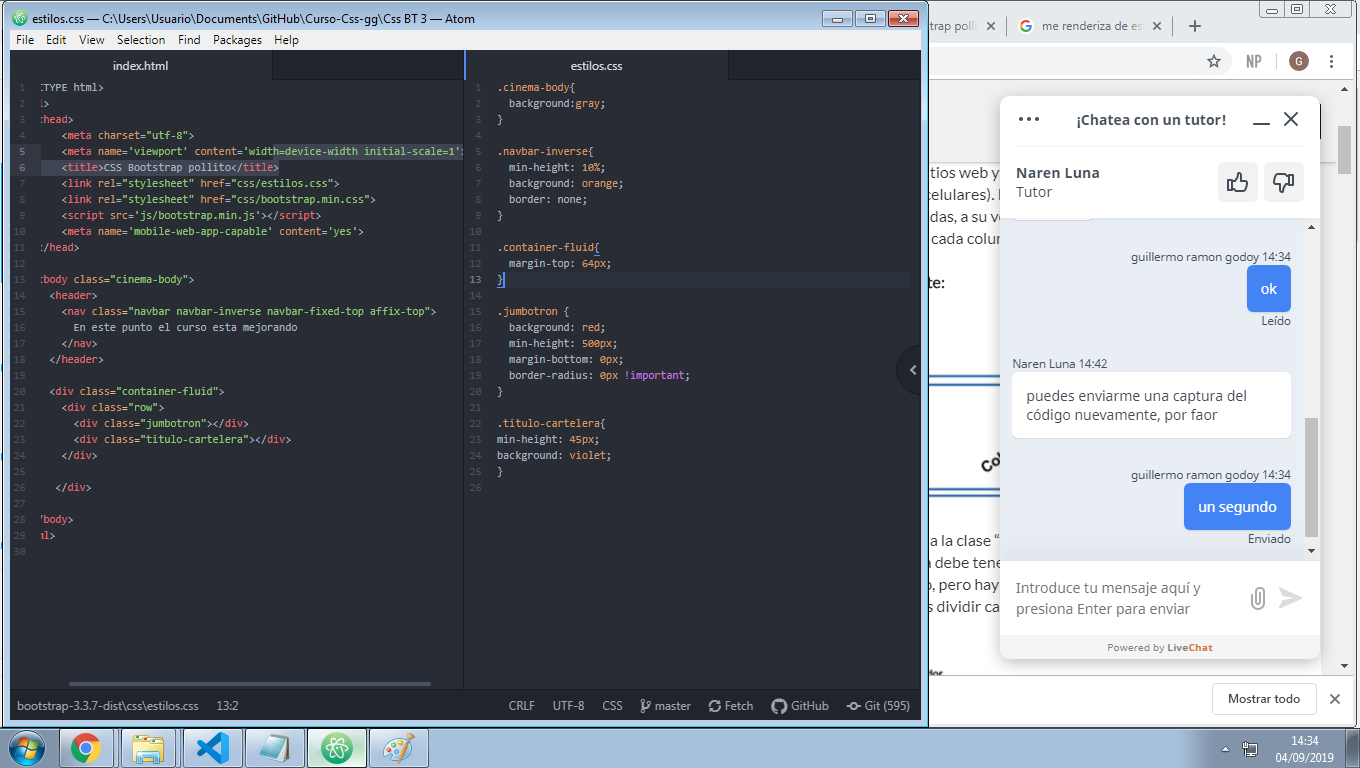 estilos.css — C:\Users\Usuario\Documents\GitHub\Curso-Css-gg\Css BT 3 — Atom
File Edit View Selection Find Packages Help
index.html
1 :TYPE html>
2 l>
3 :head>
4 <meta charset="utf-8">
5 <meta name='viewport' content='width=device-width initial-scale=1'
6 <title>CSS Bootstrap pollito</title>
7 <link rel="stylesheet" href="css/estilos.css">
8 <link rel="stylesheet" href="css/bootstrap.min.css">
9 <script src='js/bootstrap.min.js'></script>
10 <meta name='mobile-web-app-capable' content='yes'>
11 :/head>
12
13 :body class="cinema-body">
14 <header>
15 <nav class="navbar navbar-inverse navbar-fixed-top affix-top">
16 En este punto el curso esta mejorando
17 </nav>
18 </header>
19
20 <div class="container-fluid">
21 <div class="row">
22 <div class="jumbotron"></div>
23 <div class="titulo-cartelera"></div>
24 </div>
25
26 </div>
27
28 /body>
29 nl>
30
estilos.css
1 .cinema-body{
2 background:gray;
3 }
4
5 .navbar-inverse{
6 min-height: 10%;
7 background: orange;
8 border: none;
9 }
10
11 .container-fluid{
12 margin-top: 64px;
13 }
14
15 .jumbotron {
16 background: red;
17 min-height: 500px;
18 margin-bottom: 0px;
19 border-radius: 0px !important;
20 }
21
22 .titulo-cartelera{
23 min-height: 45px;
24 background: violet;
25 }
26
bootstrap-3.3.7-dist\css\estilos.css 13:2 CRLF UTF-8 CSS master Fetch GitHub Git (595)
trap polli me renderiza de es
NP G
tios web y
celulares).
das, a su v
cada colum
te:
Co
a la clase “
a debe tene
o, pero hay
s dividir ca
¡Chatea con un tutor!
Naren Luna
Tutor
guillermo ramon godoy 14:34
ok
Leído
Naren Luna 14:42
puedes enviarme una captura del
código nuevamente, por faor
guillermo ramon godoy 14:34
un segundo
Enviado
Introduce tu mensaje aquí y
presiona Enter para enviar
Powered by LiveChat
Mostrar todo
14:34
04/09/2019